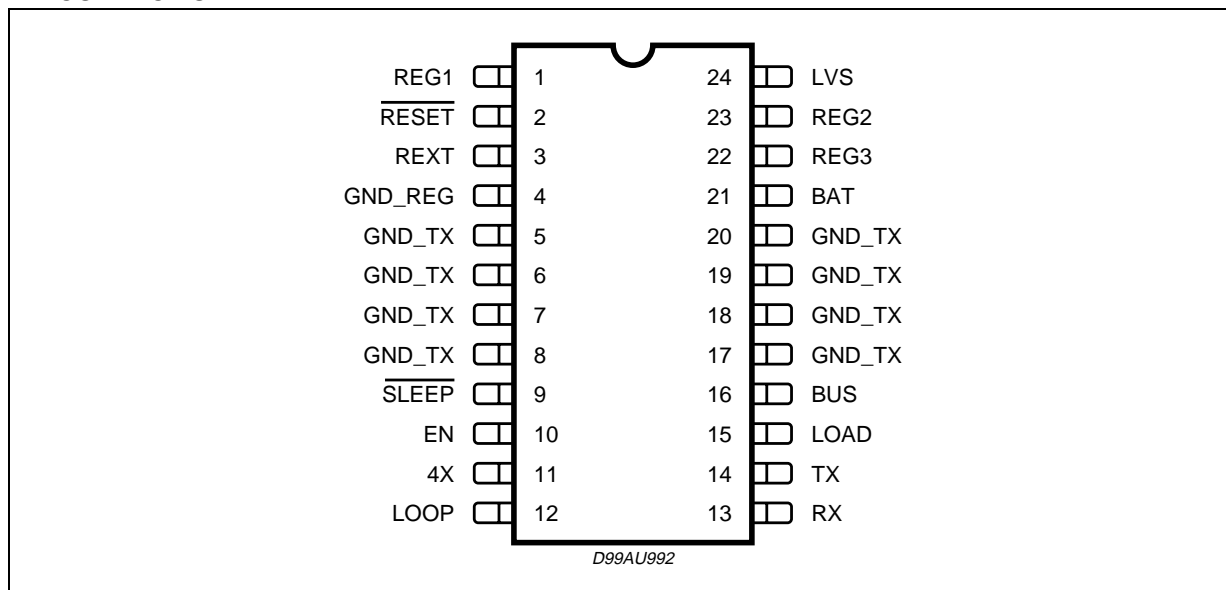 REG1 1 24 LVS
RESET 2 23 REG2
REXT 3 22 REG3
GND_REG 4 21 BAT
GND_TX 5 20 GND_TX
GND_TX 6 19 GND_TX
GND_TX 7 18 GND_TX
GND_TX 8 17 GND_TX
SLEEP 9 16 BUS
EN 10 15 LOAD
4X 11 14 TX
LOOP 12 13 RX
D99AU992